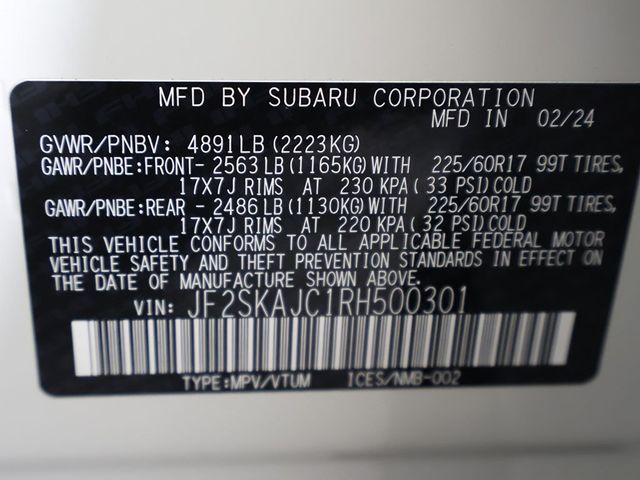 MFD BY SUBARU CORPORATION
MFD IN 02/24
GVWR/PNBV: 4891LB (2223KG)
GAWR/PNBE:FRONT- 2563LB(1165KG)WITH 225/60R17 99T TIRES,
17X7J RIMS AT 230 KPA( 33 PSI)COLD
GAWR/PNBE:REAR - 2486LB(1130KG)WITH 225/60R17 99T TIRES,
17X7J RIMS AT 220 KPA( 32 PSI)COLD
THIS VEHICLE CONFORMS TO ALL APPLICABLE FEDERAL MOTOR
VEHICLE SAFETY AND THEFT PREVENTION STANDARDS IN EFFECT ON
THE DATE OF MANUFACTURE SHOWN ABOVE.
VIN: JF2SKAJC1RH500301
TYPE:MPV/VTUM ICES/NMB-002